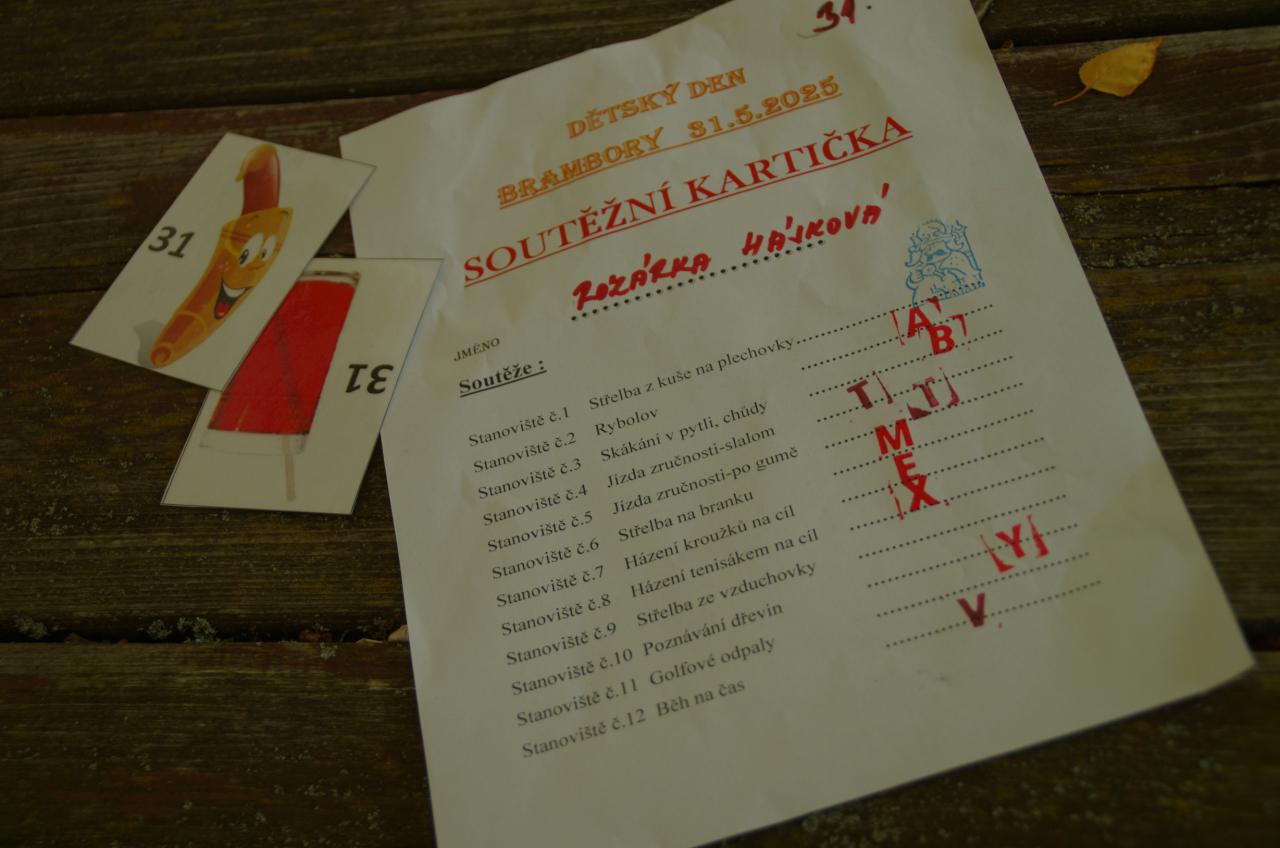 31.
DĚTSKÝ DEN
BRAMBORY 31.5.2025
SOUTĚŽNÍ KARTIČKA
ROZÁRKA HÁJKOVÁ
JMÉNO
Soutěže :
Stanoviště č.1 Střelba z kuše na plechovky
Stanoviště č.2 Rybolov
Stanoviště č.3 Skákání v pytli, chůdy
Stanoviště č.4 Jízda zručnosti-slalom
Stanoviště č.5 Jízda zručnosti-po gumě
Stanoviště č.6 Střelba na branku
Stanoviště č.7 Házení kroužků na cíl
Stanoviště č.8 Házení tenisákem na cíl
Stanoviště č.9 Střelba ze vzduchovky
Stanoviště č.10 Poznávání dřevin
Stanoviště č.11 Golfové odpaly
Stanoviště č.12 Běh na čas
A
B
T T
M
E
X
Y
V
31
31